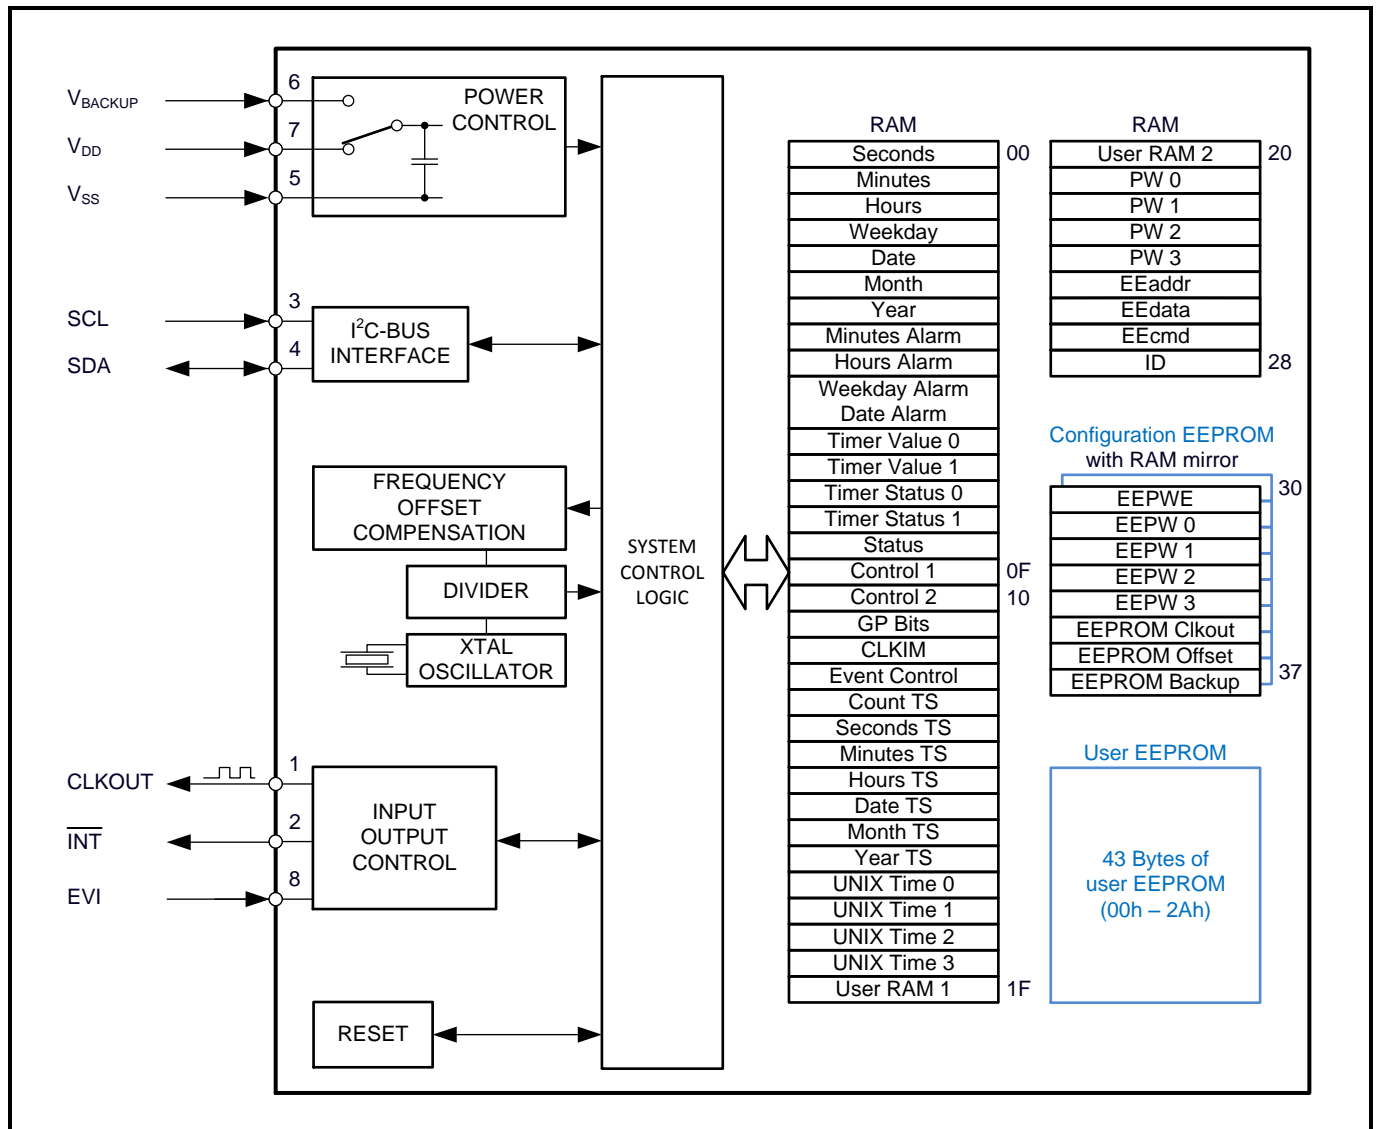 V_BACKUP
6
V_DD
7
V_SS
5
POWER
CONTROL
SCL
3
SDA
4
I²C-BUS
INTERFACE
FREQUENCY
OFFSET
COMPENSATION
DIVIDER
XTAL
OSCILLATOR
CLKOUT
1
INT
2
EVI
8
INPUT
OUTPUT
CONTROL
RESET
SYSTEM
CONTROL
LOGIC
RAM
Seconds 00
Minutes
Hours
Weekday
Date
Month
Year
Minutes Alarm
Hours Alarm
Weekday Alarm
Date Alarm
Timer Value 0
Timer Value 1
Timer Status 0
Timer Status 1
Status
Control 1 0F
Control 2 10
GP Bits
CLKIM
Event Control
Count TS
Seconds TS
Minutes TS
Hours TS
Date TS
Month TS
Year TS
UNIX Time 0
UNIX Time 1
UNIX Time 2
UNIX Time 3
User RAM 1 1F
RAM
User RAM 2 20
PW 0
PW 1
PW 2
PW 3
EEaddr
EEdata
EEcmd
ID 28
Configuration EEPROM
with RAM mirror
EEPWE 30
EEPW 0
EEPW 1
EEPW 2
EEPW 3
EEPROM Clkout
EEPROM Offset
EEPROM Backup 37
User EEPROM
43 Bytes of
user EEPROM
(00h – 2Ah)